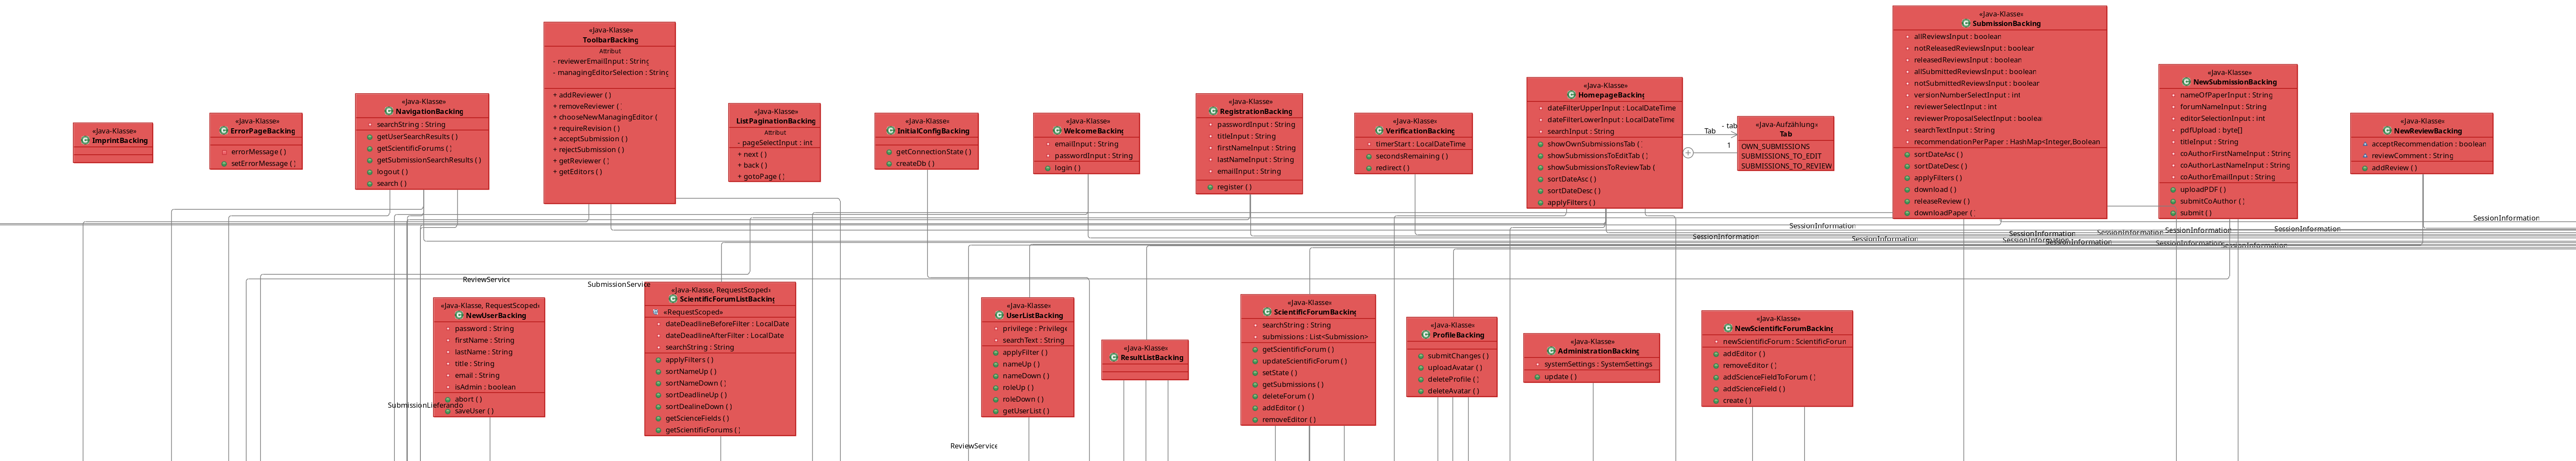 «Java-Klasse»
ImprintBacking
«Java-Klasse»
ErrorPageBacking
errorMessage ( )
setErrorMessage ( )
«Java-Klasse»
NavigationBacking
searchString : String
getUserSearchResults ( )
getScientificForums ( )
getSubmissionSearchResults ( )
logout ( )
search ( )
«Java-Klasse»
ToolbarBacking
Attribut
- reviewerEmailInput : String
- managingEditorSelection : String
+ addReviewer ( )
+ removeReviewer (
+ chooseNewManagingEditor (
+ requireRevision ( )
+ acceptSubmission ( )
+ rejectSubmission ( )
+ getReviewer ( )
+ getEditors ( )
«Java-Klasse»
ListPaginationBacking
Attribut
- pageSelectInput : int
+ next ( )
+ back ( )
+ gotoPage ( )
«Java-Klasse»
InitialConfigBacking
getConnectionState ( )
createDb ( )
«Java-Klasse»
WelcomeBacking
emailInput : String
passwordInput : String
login ( )
«Java-Klasse»
RegistrationBacking
passwordInput : String
titleInput : String
firstNameInput : String
lastNameInput : String
emailInput : String
register ( )
«Java-Klasse»
VerificationBacking
timerStart : LocalDateTime
secondsRemaining ( )
redirect ( )
«Java-Klasse»
HomepageBacking
dateFilterUpperInput : LocalDateTime
dateFilterLowerInput : LocalDateTime
searchInput : String
showOwnSubmissionsTab (
showSubmissionsToEditTab (
showSubmissionsToReviewTab (
sortDateAsc ( )
sortDateDesc ( )
applyFilters ( )
Tab
- tab
1
«Java-Aufzählung»
Tab
OWN_SUBMISSIONS
SUBMISSIONS_TO_EDIT
SUBMISSIONS_TO_REVIEW
«Java-Klasse»
SubmissionBacking
allReviewsInput : boolean
notReleasedReviewsInput : boolean
releasedReviewsInput : boolean
allSubmittedReviewsInput : boolean
notSubmittedReviewsInput : boolean
versionNumberSelectInput : int
reviewerSelectInput : int
reviewerProposalSelectInput : boolea
searchTextInput : String
recommendationPerPaper : HashMap<Integer,Boolean
sortDateAsc ( )
sortDateDesc ( )
applyFilters ( )
download ( )
releaseReview ( )
downloadPaper (
«Java-Klasse»
NewSubmissionBacking
nameOfPaperInput : String
forumNameInput : String
editorSelectionInput : int
pdfUpload : byte[]
titleInput : String
coAuthorFirstNameInput : String
coAuthorLastNameInput : String
coAuthorEmailInput : String
uploadPDF ( )
submitCoAuthor (
submit ( )
«Java-Klasse»
NewReviewBacking
acceptRecommendation : boolean
reviewComment : String
addReview ( )
SessionInformation
SessionInformation
SessionInformation
SessionInformation
SessionInformation
SessionInformation
SessionInformation
SessionInformation
SessionInformation
SessionInformation
SessionInformation
SessionInformation
ReviewService
SubmissionService
«Java-Klasse, RequestScoped»
NewUserBacking
password : String
firstName : String
lastName : String
title : String
email : String
isAdmin : boolean
abort ( )
saveUser ( )
SubmissionLieferando
«Java-Klasse, RequestScoped»
ScientificForumListBacking
«RequestScoped»
dateDeadlineBeforeFilter : LocalDate
dateDeadlineAfterFilter : LocalDate
searchString : String
applyFilters ( )
sortNameUp ( )
sortNameDown ( )
sortDeadlineUp ( )
sortDealineDown ( )
getScienceFields ( )
getScientificForums (
«Java-Klasse»
UserListBacking
privilege : Privilege
searchText : String
applyFilter ( )
nameUp ( )
nameDown ( )
roleUp ( )
roleDown ( )
getUserList ( )
ReviewService
«Java-Klasse»
ResultListBacking
«Java-Klasse»
ScientificForumBacking
searchString : String
submissions : List<Submission>
getScientificForum ( )
updateScientificForum ( )
setState ( )
getSubmissions ( )
deleteForum ( )
addEditor ( )
removeEditor ( )
«Java-Klasse»
ProfileBacking
submitChanges ( )
uploadAvatar ( )
deleteProfile ( )
deleteAvatar ( )
«Java-Klasse»
AdministrationBacking
systemSettings : SystemSettings
update ( )
«Java-Klasse»
NewScientificForumBacking
newScientificForum : ScientificForum
addEditor ( )
removeEditor ( )
addScienceFieldToForum ( )
addScienceField ( )
create ( )